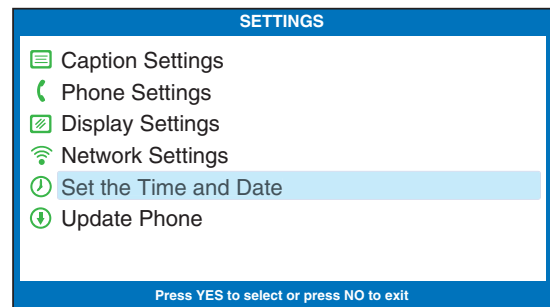 SETTINGS
Caption Settings
Phone Settings
Display Settings
Network Settings
Set the Time and Date
Update Phone
Press YES to select or press NO to exit